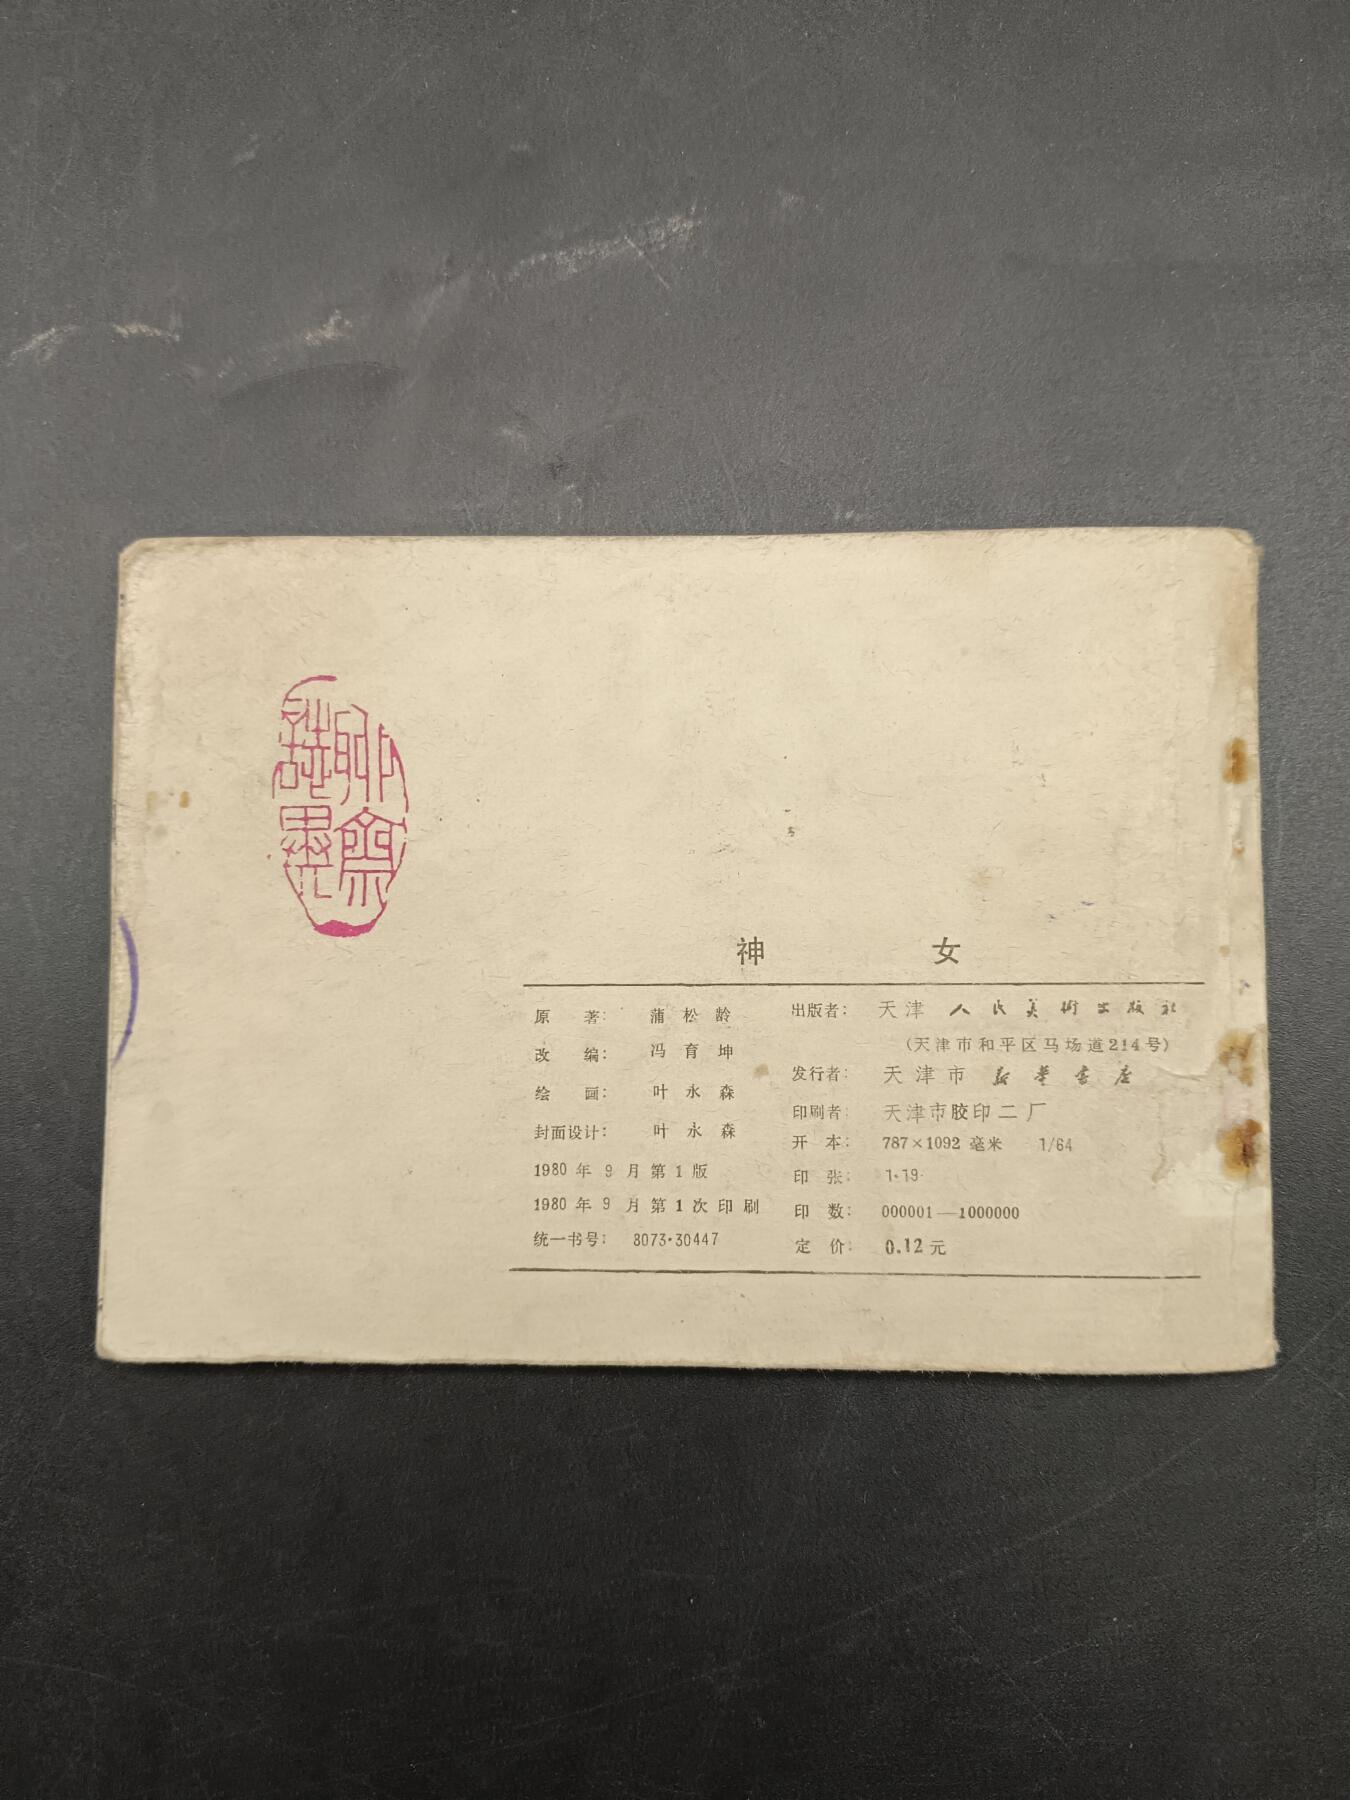 聊斋
誌異
神 女
原 著: 蒲松龄
改 编: 冯育坤
绘 画: 叶永森
封面设计: 叶永森
1980年9月第1版
1980年9月第1次印刷
统一书号: 8073·30447
出版者: 天津人民美術出版社
(天津市和平区马场道214号)
发行者: 天津市新华书店
印刷者: 天津市胶印二厂
开 本: 787×1092毫米 1/64
印 张: 1·19
印 数: 000001—1000000
定 价: 0.12元